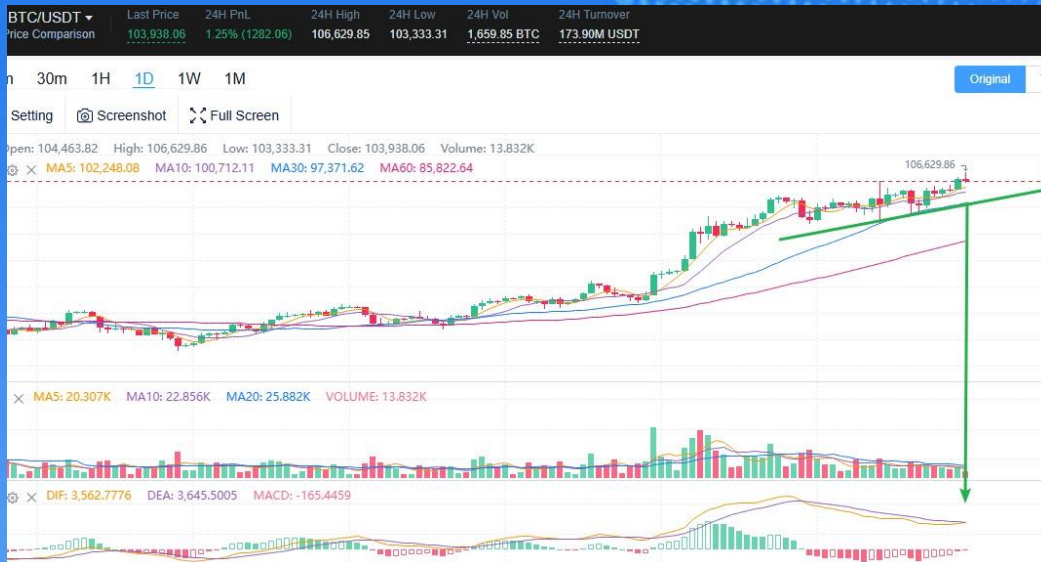 BTC/USDT Last Price 24H PnL 24H High 24H Low 24H Vol 24H Turnover
Price Comparison 103,938.06 1.25% (1282.06) 106,629.85 103,333.31 1,659.85 BTC 173.90M USDT
30m 1H 1D 1W 1M Original
Setting Screenshot Full Screen
Open: 104,463.82 High: 106,629.86 Low: 103,333.31 Close: 103,938.06 Volume: 13.832K
MA5: 102,248.08 MA10: 100,712.11 MA30: 97,371.62 MA60: 85,822.64
106,629.86
MA5: 20.307K MA10: 22.856K MA20: 25.882K VOLUME: 13.832K
DIF: 3,562.7776 DEA: 3,645.5005 MACD: -165.4459